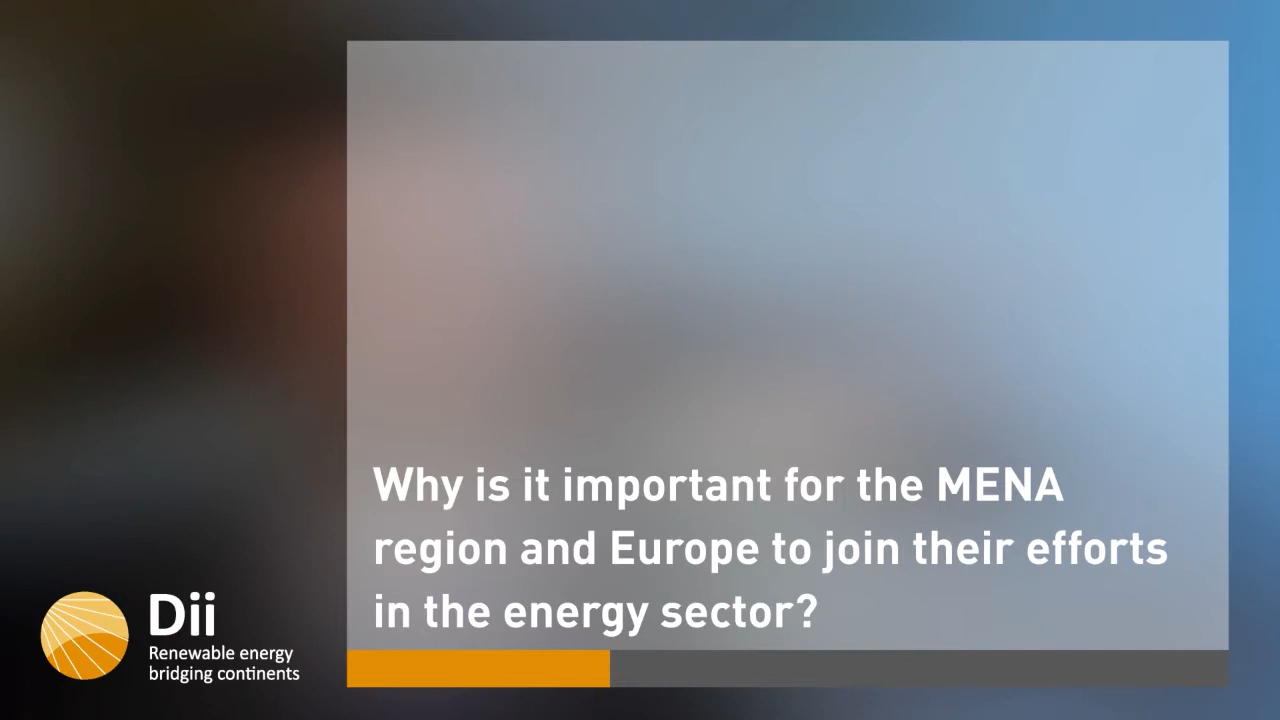 Why is it important for the MENA
region and Europe to join their efforts
in the energy sector?
Dii
Renewable energy
bridging continents